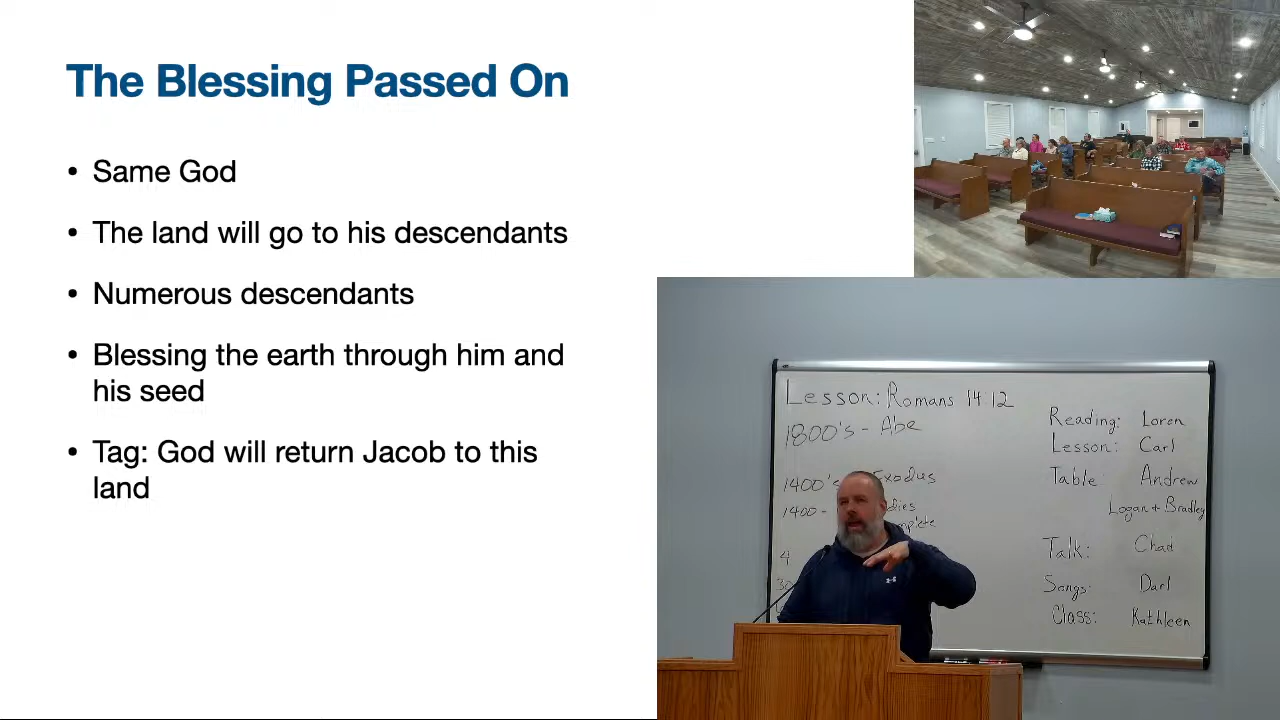 The Blessing Passed On
• Same God
• The land will go to his descendants
• Numerous descendants
• Blessing the earth through him and
his seed
• Tag: God will return Jacob to this
land
Lesson: Romans 14:12
1800's - Abe
1400's Exodus
1400 -
Reading: Loren
Lesson: Carl
Table Andrew
Logan + Bradley
Talk: Chad
Songs: Darl
Class: Kathleen